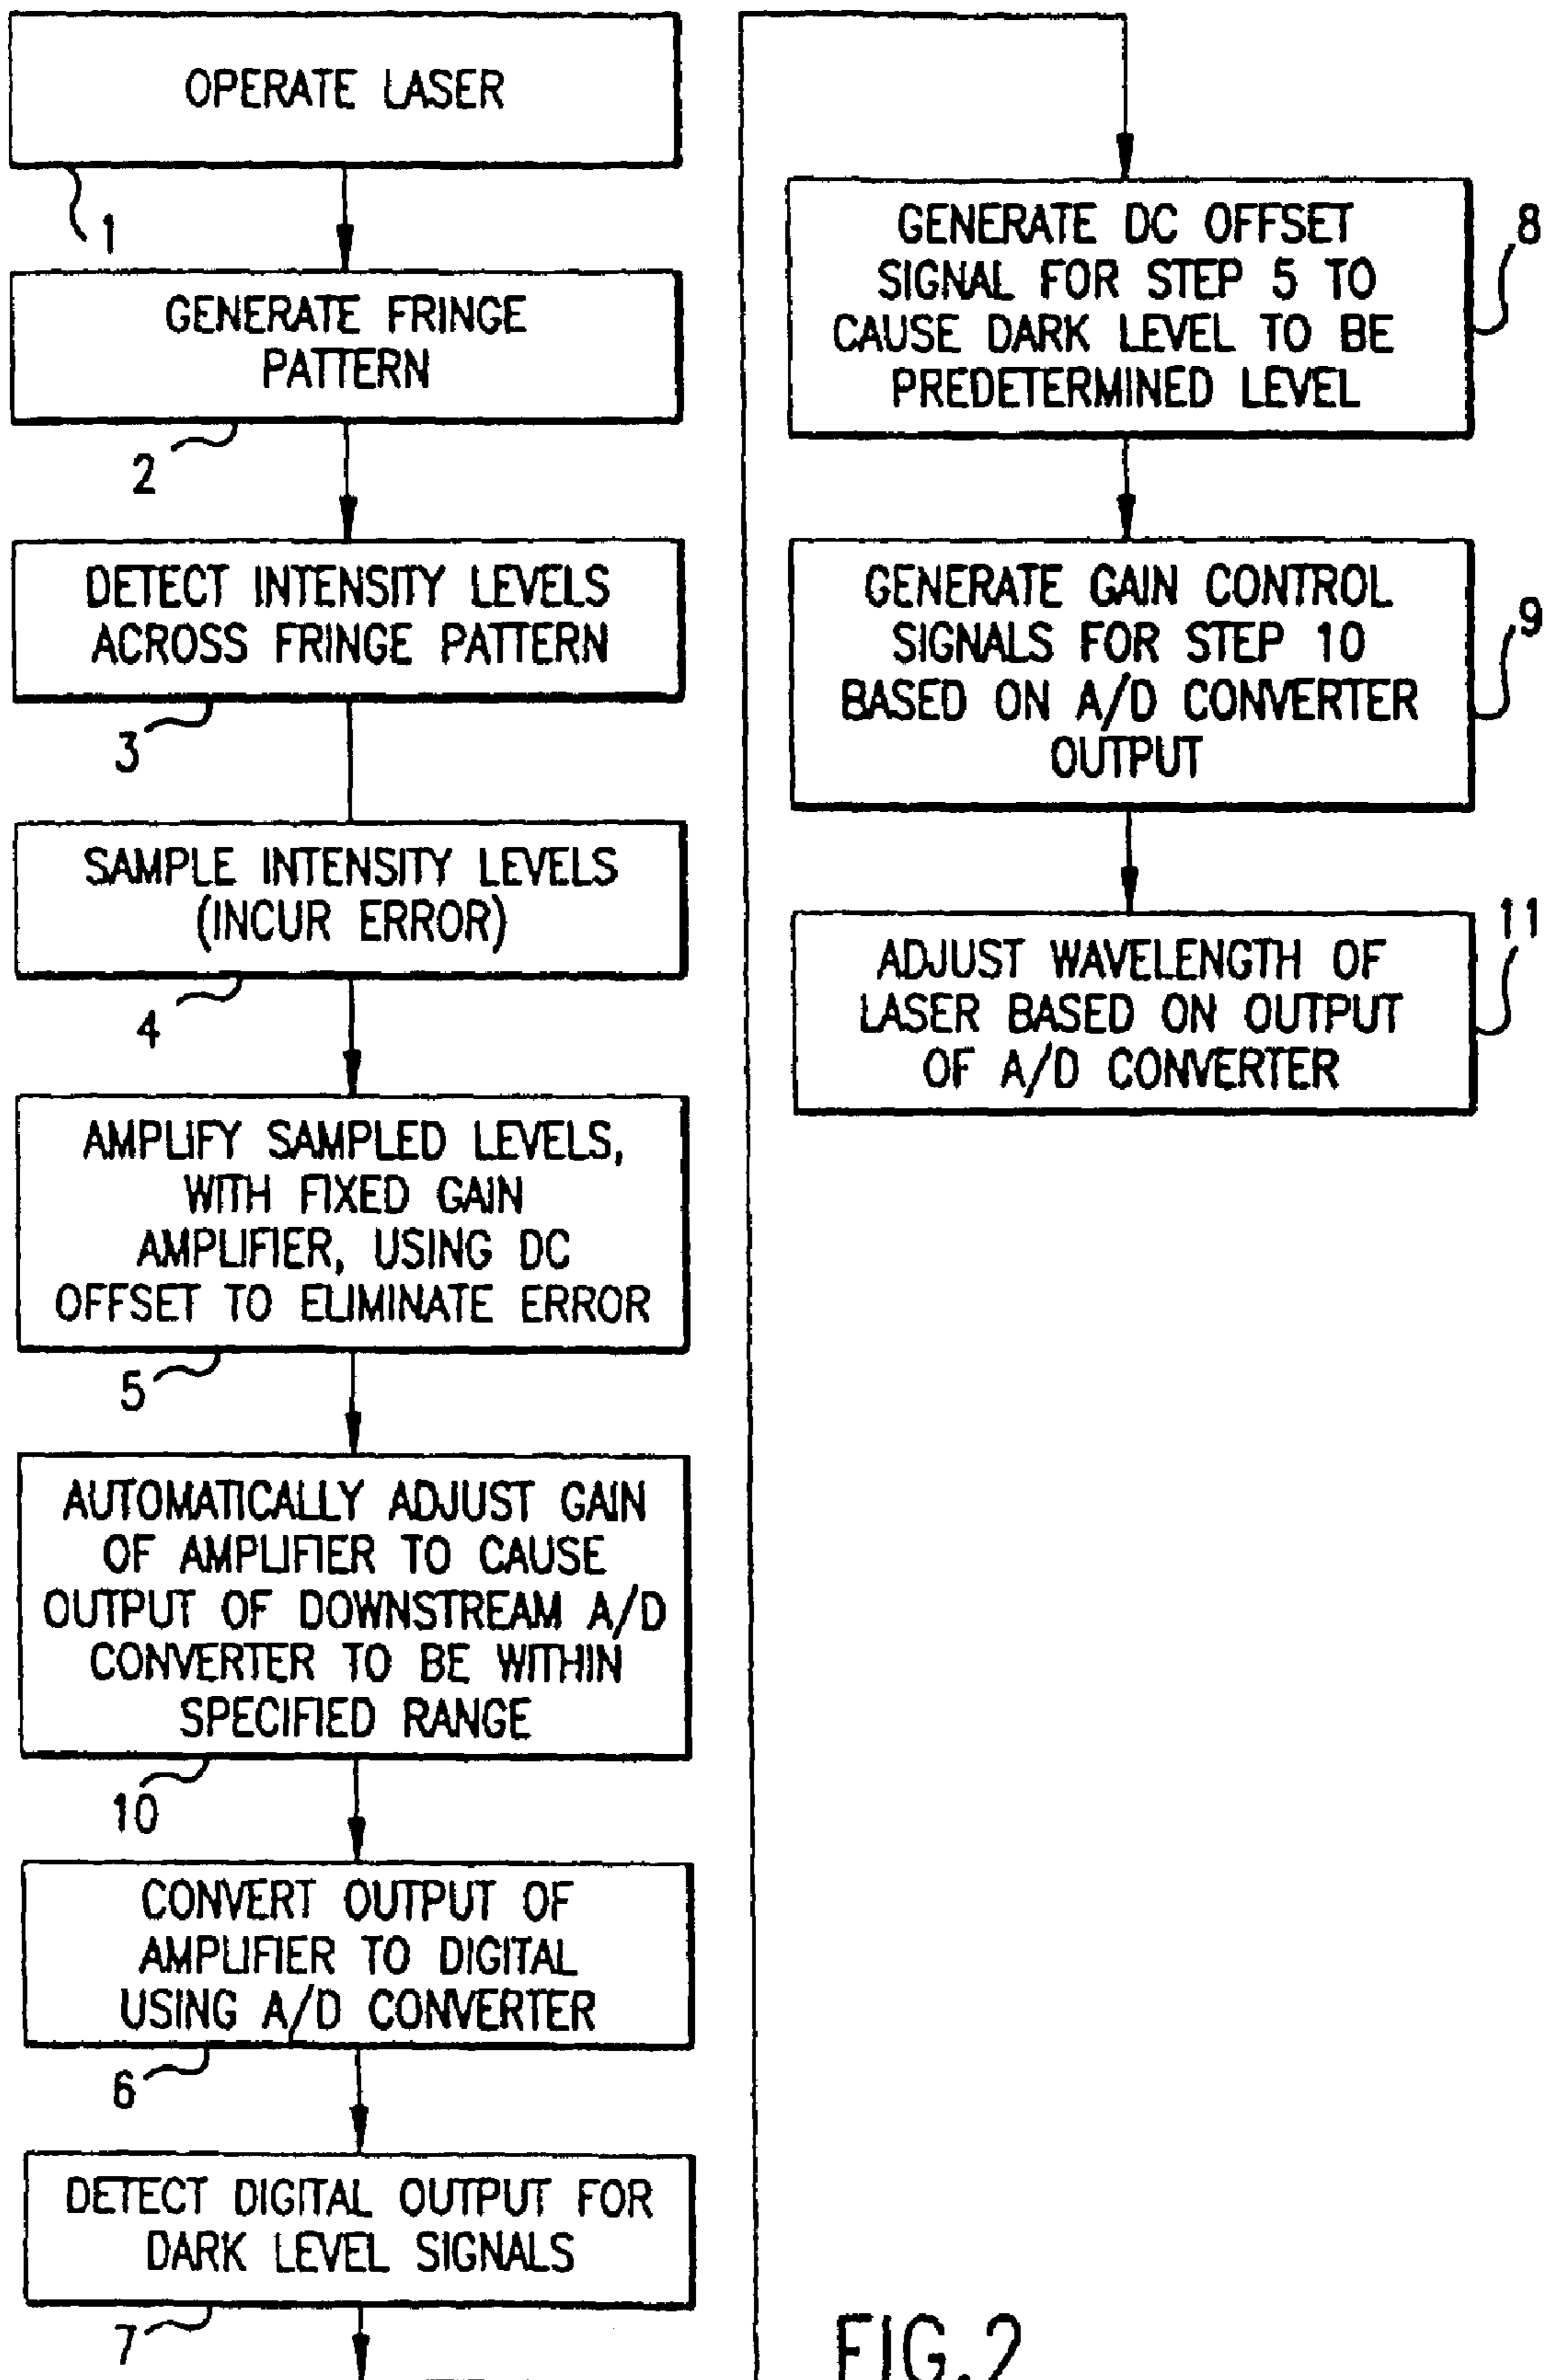 OPERATE LASER
1
GENERATE FRINGE
PATTERN
2
DETECT INTENSITY LEVELS
ACROSS FRINGE PATTERN
3
SAMPLE INTENSITY LEVELS
(INCUR ERROR)
4
AMPLIFY SAMPLED LEVELS,
WITH FIXED GAIN
AMPLIFIER, USING DC
OFFSET TO ELIMINATE ERROR
5
AUTOMATICALLY ADJUST GAIN
OF AMPLIFIER TO CAUSE
OUTPUT OF DOWNSTREAM A/D
CONVERTER TO BE WITHIN
SPECIFIED RANGE
10
CONVERT OUTPUT OF
AMPLIFIER TO DIGITAL
USING A/D CONVERTER
6
DETECT DIGITAL OUTPUT FOR
DARK LEVEL SIGNALS
7
GENERATE DC OFFSET
SIGNAL FOR STEP 5 TO
CAUSE DARK LEVEL TO BE
PREDETERMINED LEVEL
8
GENERATE GAIN CONTROL
SIGNALS FOR STEP 10
BASED ON A/D CONVERTER
OUTPUT
9
ADJUST WAVELENGTH OF
LASER BASED ON OUTPUT
OF A/D CONVERTER
11
FIG.2